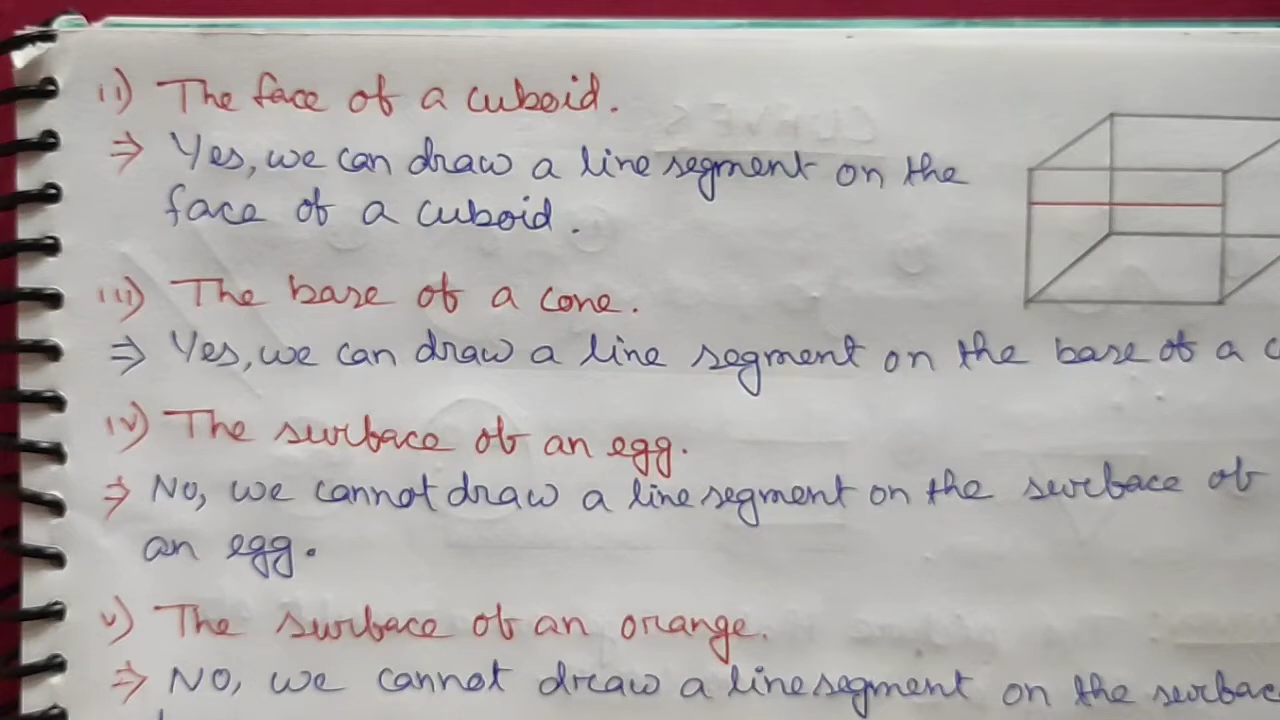 ii) The face of a cuboid.
⇒ Yes, we can draw a line segment on the
face of a cuboid.
iii) The base of a cone.
⇒ Yes, we can draw a line segment on the base of a
iv) The surface of an egg.
⇒ No, we cannot draw a line segment on the surface of
an egg.
v) The surface of an orange.
⇒ No, we cannot draw a line segment on the surfac